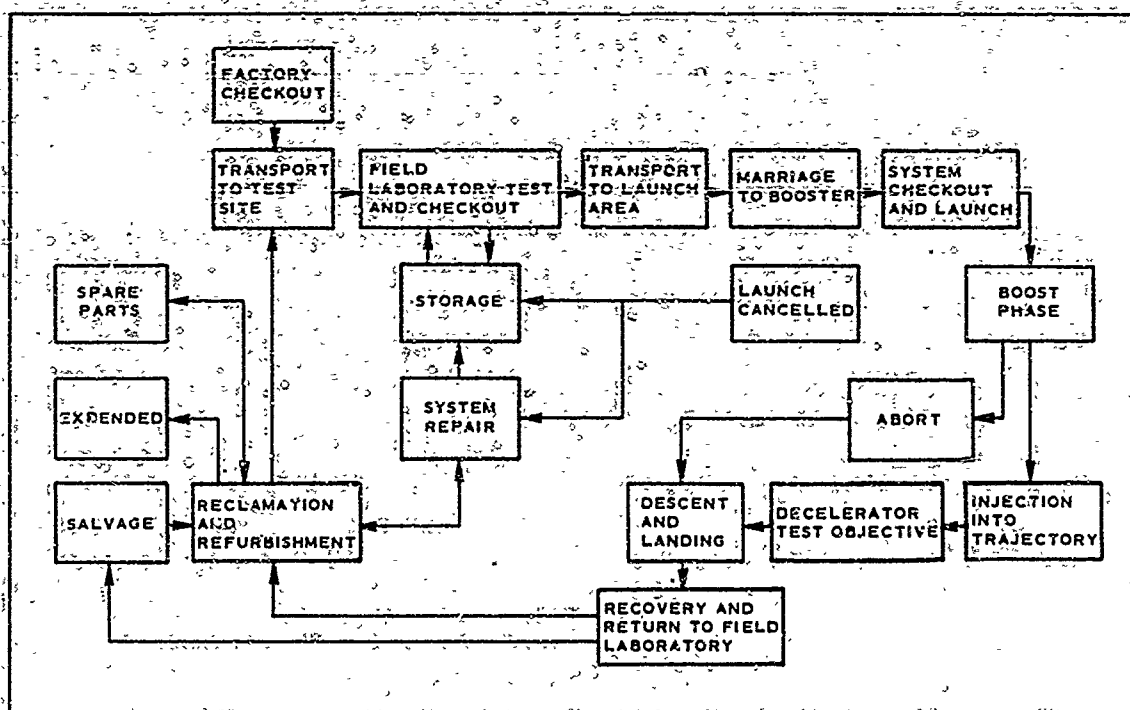 FACTORY
CHECKOUT
TRANSPORT
TO TEST
SITE
FIELD
LABORATORY TEST
AND CHECKOUT
TRANSPORT
TO LAUNCH
AREA
MARRIAGE
TO BOOSTER
SYSTEM
CHECKOUT
AND LAUNCH
SPARE
PARTS
STORAGE
LAUNCH
CANCELLED
BOOST
PHASE
EXDENDED
SYSTEM
REPAIR
ABORT
SALVAGE
RECLAMATION
AND
REFURBISHMENT
DESCENT
AND
LANDING
DECELERATOR
TEST OBJECTIVE
INJECTION
INTO
TRAJECTORY
RECOVERY AND
RETURN TO FIELD
LABORATORY